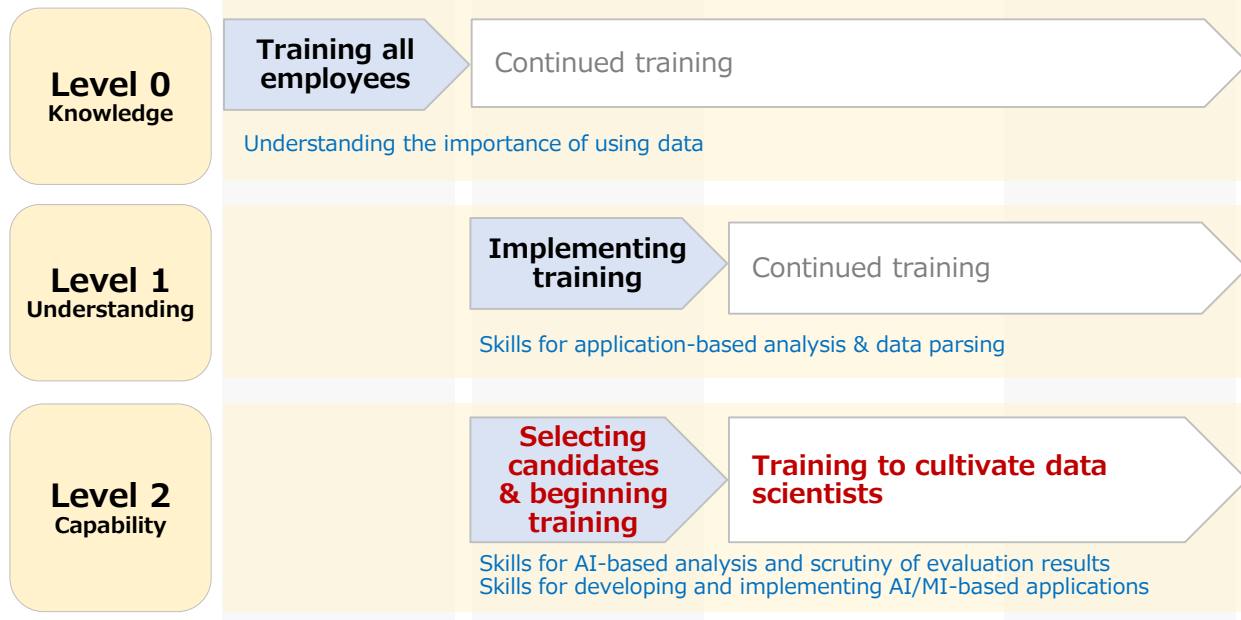 Level 0
Knowledge
Training all
employees
Continued training
Understanding the importance of using data
Level 1
Understanding
Implementing
training
Continued training
Skills for application-based analysis & data parsing
Level 2
Capability
Selecting
candidates
& beginning
training
Training to cultivate data
scientists
Skills for AI-based analysis and scrutiny of evaluation results
Skills for developing and implementing AI/MI-based applications